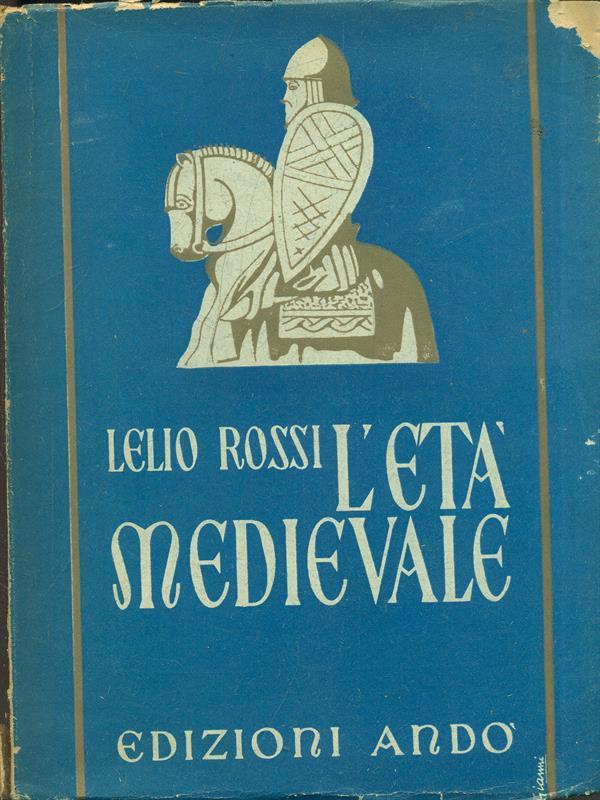 LELIO ROSSI L'ETÀ
MEDIEVALE
EDIZIONI ANDÒ